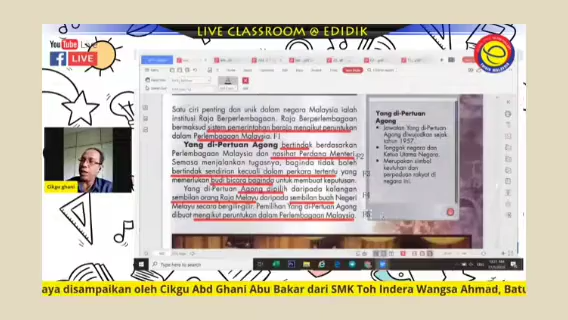 LIVE CLASSROOM @ EDIDIK
YouTube Live
LIVE
Cikgu ghani
Satu ciri penting dan unik dalam negara Malaysia ialah
institusi Raja Berperlembagaan. Raja Berperlembagaan
bermaksud sistem pemerintahan beraja mengikut peruntukan
dalam Perlembagaan Malaysia.
Yang di-Pertuan Agong bertindak berdasarkan
Perlembagaan Malaysia dan nasihat Perdana Menteri.
Semasa menjalankan tugasnya, baginda tidak boleh
bertindak sendirian kecuali dalam perkara tertentu yang
memerlukan budi bicara baginda untuk membuat keputusan.
Yang di-Pertuan Agong dipilih daripada kalangan
sembilan orang Raja Melayu daripada sembilan buah Negeri
Melayu secara bergilir-gilir. Pemilihan Yang di-Pertuan Agong
dibuat mengikut peruntukan dalam Perlembagaan Malaysia.
Yang di-Pertuan
Agong
• Jawatan Yang di-Pertuan
Agong diwujudkan sejak
tahun 1957.
• Tonggak negara dan
Ketua Utama Negara.
• Merupakan simbol
keutuhan dan
perpaduan rakyat di
negara ini.
Type here to search
aya disampaikan oleh Cikgu Abd Ghani Abu Bakar dari SMK Toh Indera Wangsa Ahmad, Batu